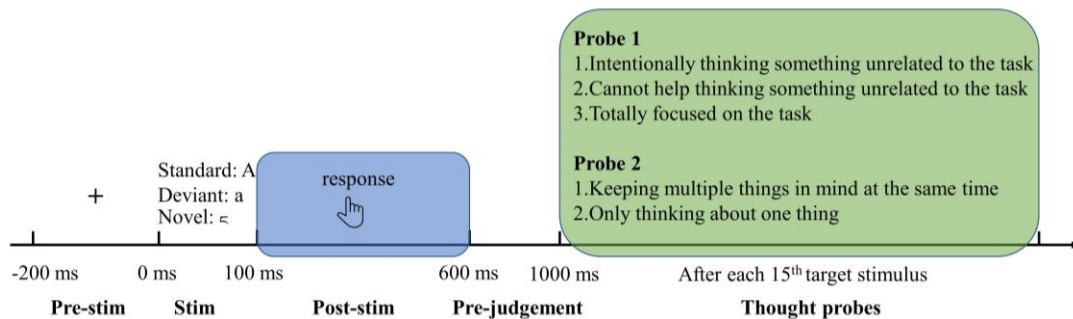 Probe 1
1.Intentionally thinking something unrelated to the task
2.Cannot help thinking something unrelated to the task
3.Totally focused on the task
Probe 2
1.Keeping multiple things in mind at the same time
2.Only thinking about one thing
+
Standard: A
Deviant: a
Novel:
response
-200 ms
0 ms
100 ms
600 ms
1000 ms
After each 15th target stimulus
Pre-stim
Stim
Post-stim
Pre-judgement
Thought probes